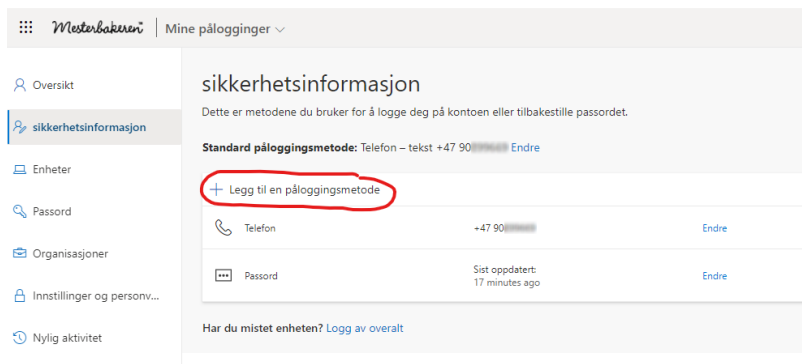 Mesterbakeren Mine pålogginger
Oversikt
sikkerhetsinformasjon
Enheter
Passord
Organisasjoner
Innstillinger og personv...
Nylig aktivitet
sikkerhetsinformasjon
Dette er metodene du bruker for å logge deg på kontoen eller tilbakestille passordet.
Standard påloggingsmetode: Telefon – tekst +47 90 Endre
+ Legg til en påloggingsmetode
Telefon +47 90 Endre
Passord Sist oppdatert: Endre
17 minutes ago
Har du mistet enheten? Logg av overalt